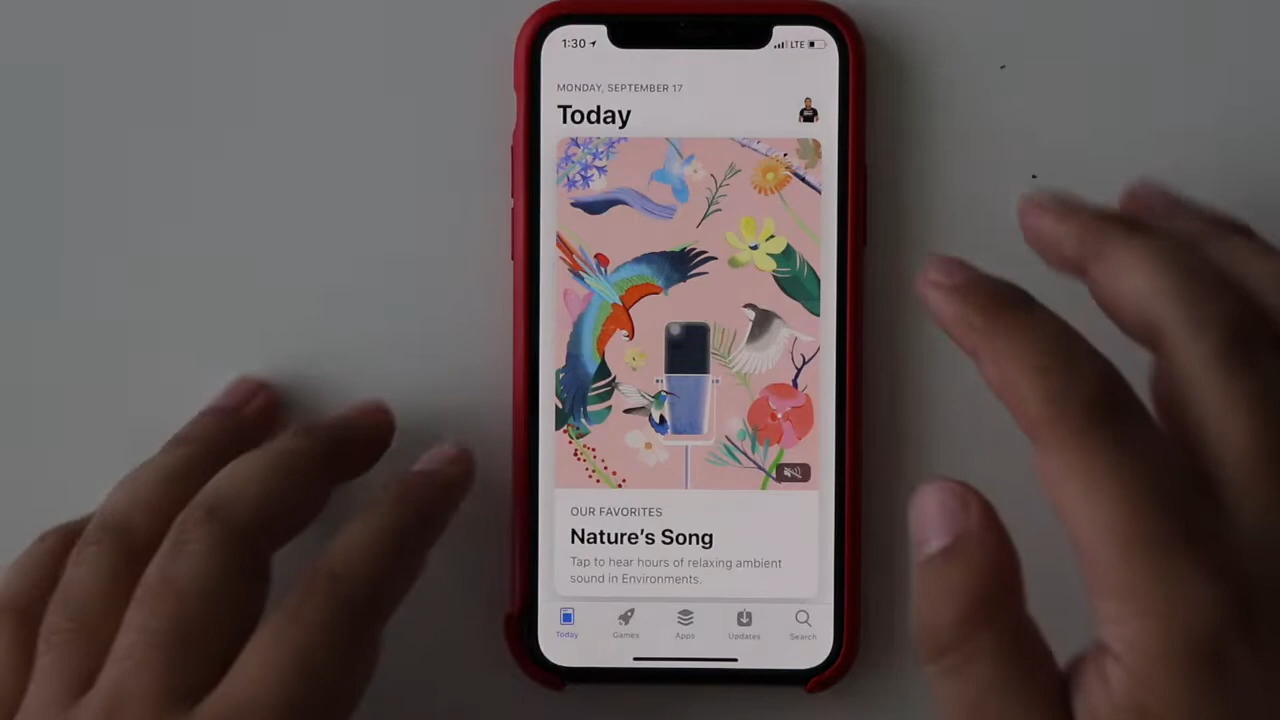 1:30 LTE
MONDAY, SEPTEMBER 17
Today
OUR FAVORITES
Nature's Song
Tap to hear hours of relaxing ambient
sound in Environments.
Today Games Apps Updates Search